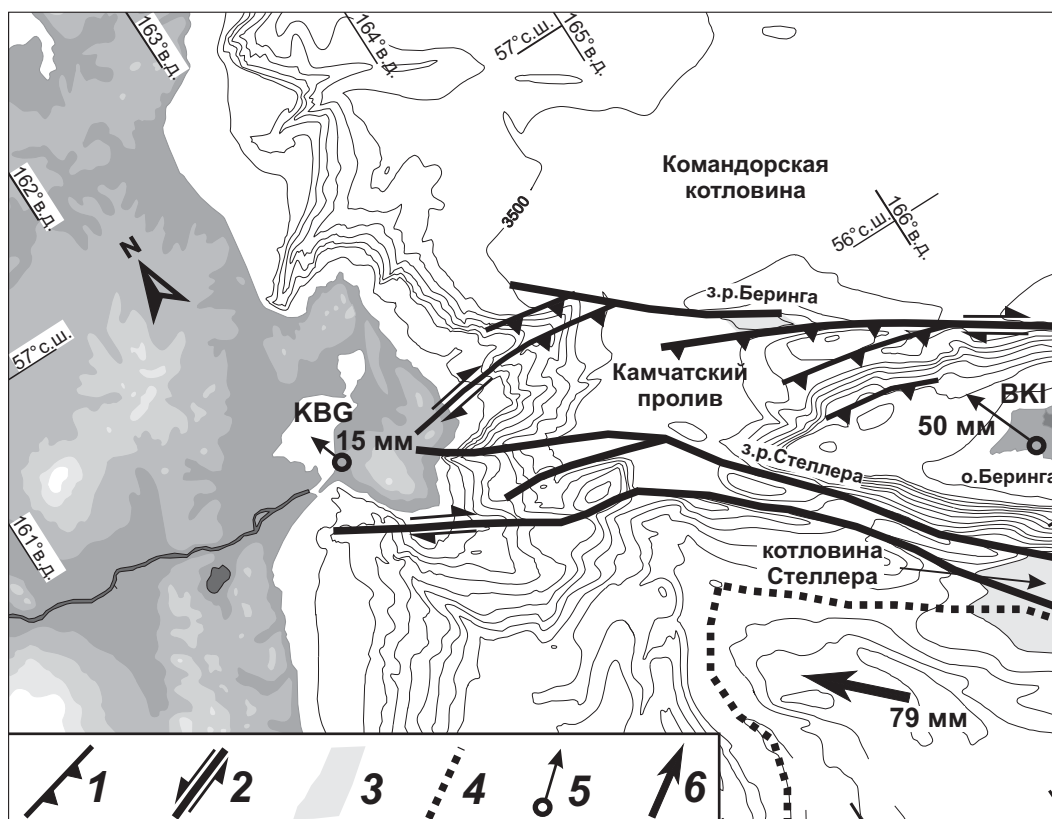 163°в.д.
164°в.д.
57°с.ш.
165°в.д.
Командорская
котловина
162°в.д.
3500
166°в.д.
56°с.ш.
N
з.р.Беринга
57°с.ш.
Камчатский
пролив
KBG
15 мм
BKI
50 мм
з.р.Стеллера
о.Беринга
161°в.д.
котловина
Стеллера
79 мм
1 2 3 4 5 6